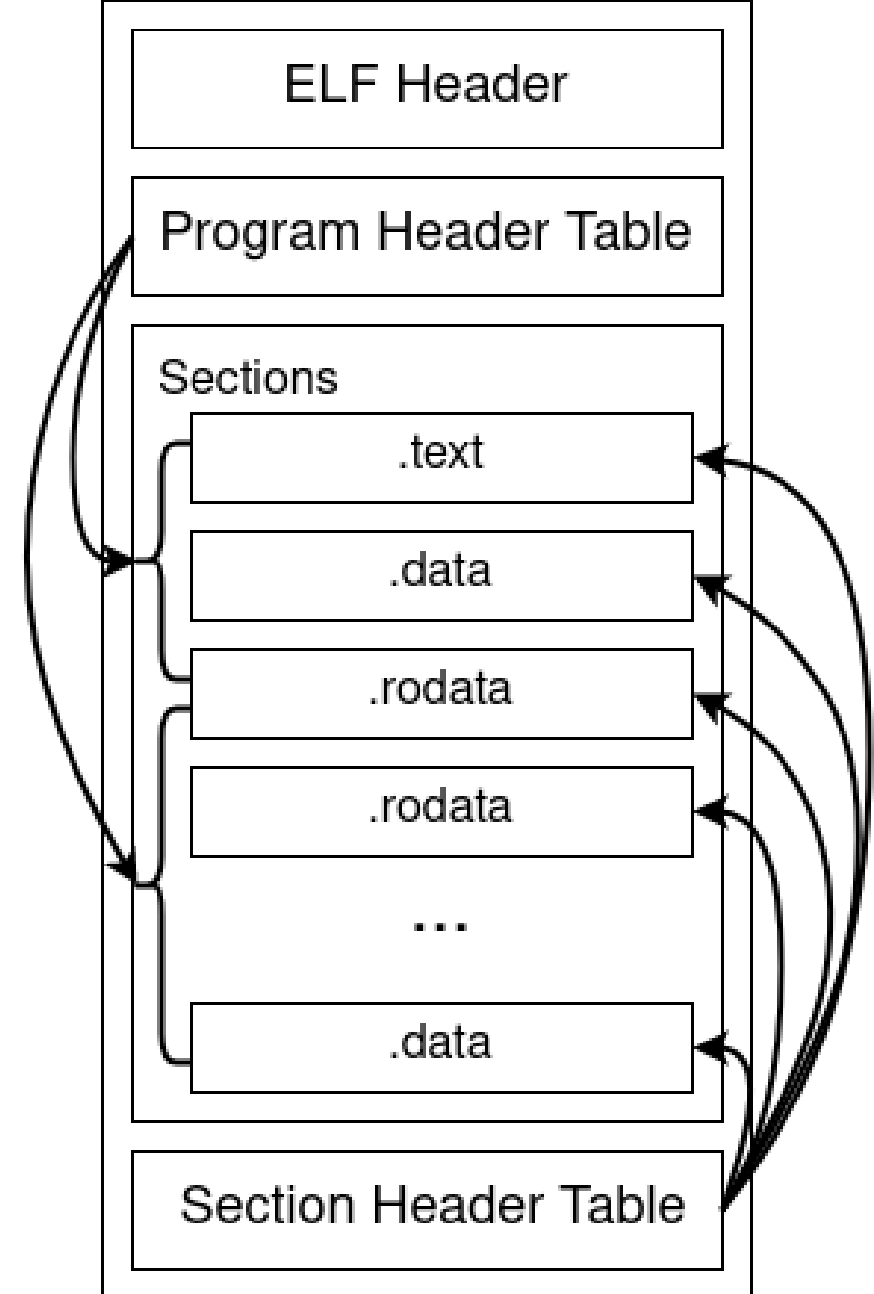 ELF Header
Program Header Table
Sections
.text
.data
.rodata
.rodata
...
.data
Section Header Table